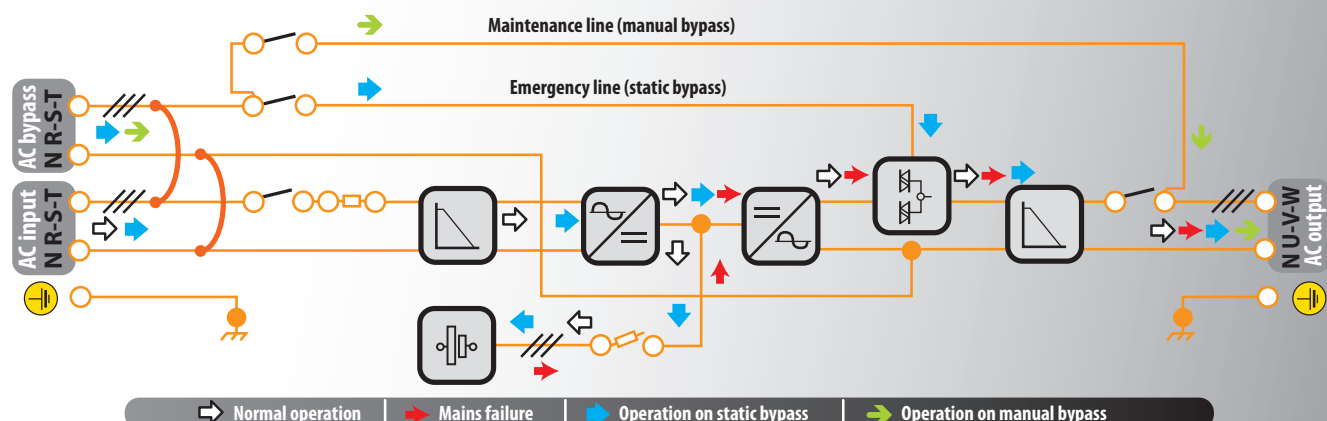 Maintenance line (manual bypass)
Emergency line (static bypass)
AC bypass
N R-S-T
AC input
N R-S-T
N U-V-W
AC output
Normal operation
Mains failure
Operation on static bypass
Operation on manual bypass